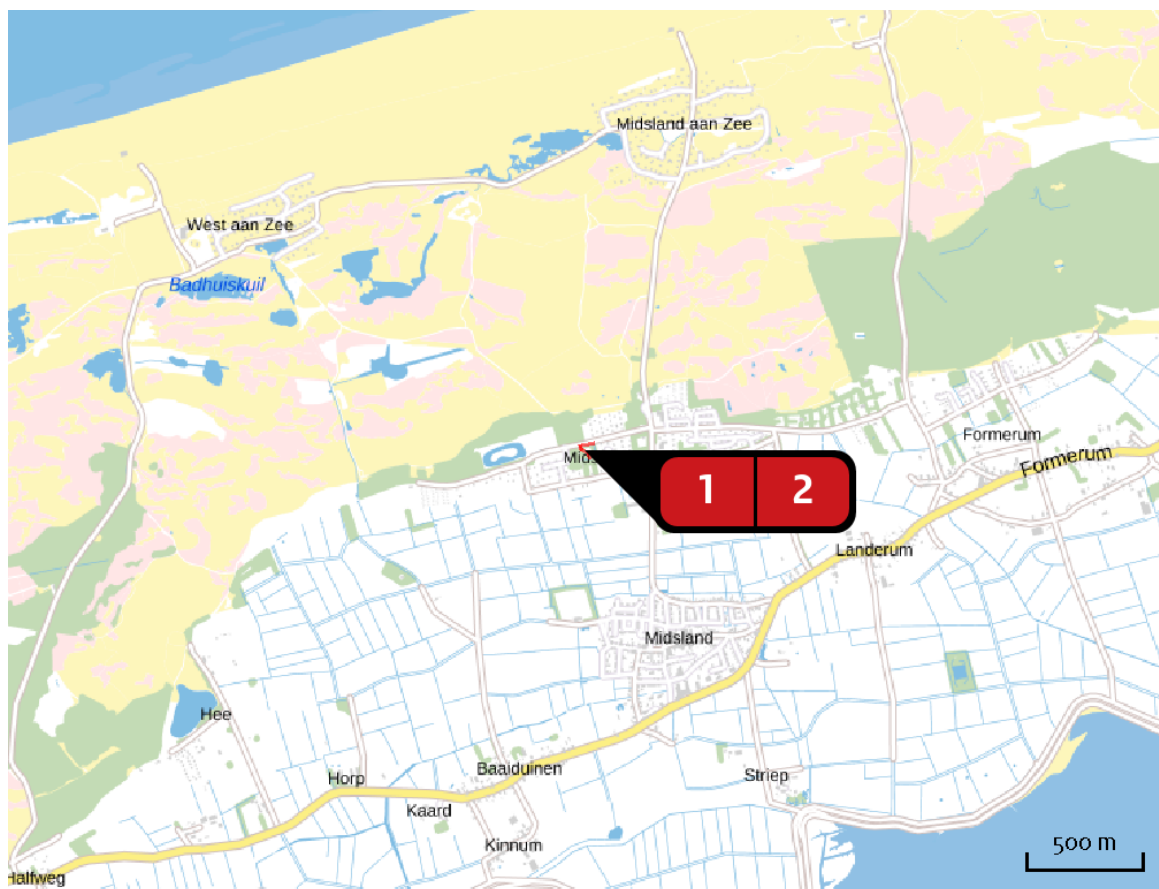 Midsland aan Zee
West aan Zee
Badhuiskuil
Formerum
Formerum
1 2
Landerum
Midsland
Hee
Striep
Baaiduinen
Horp
Kaard
Kinnum
Halfweg
500 m